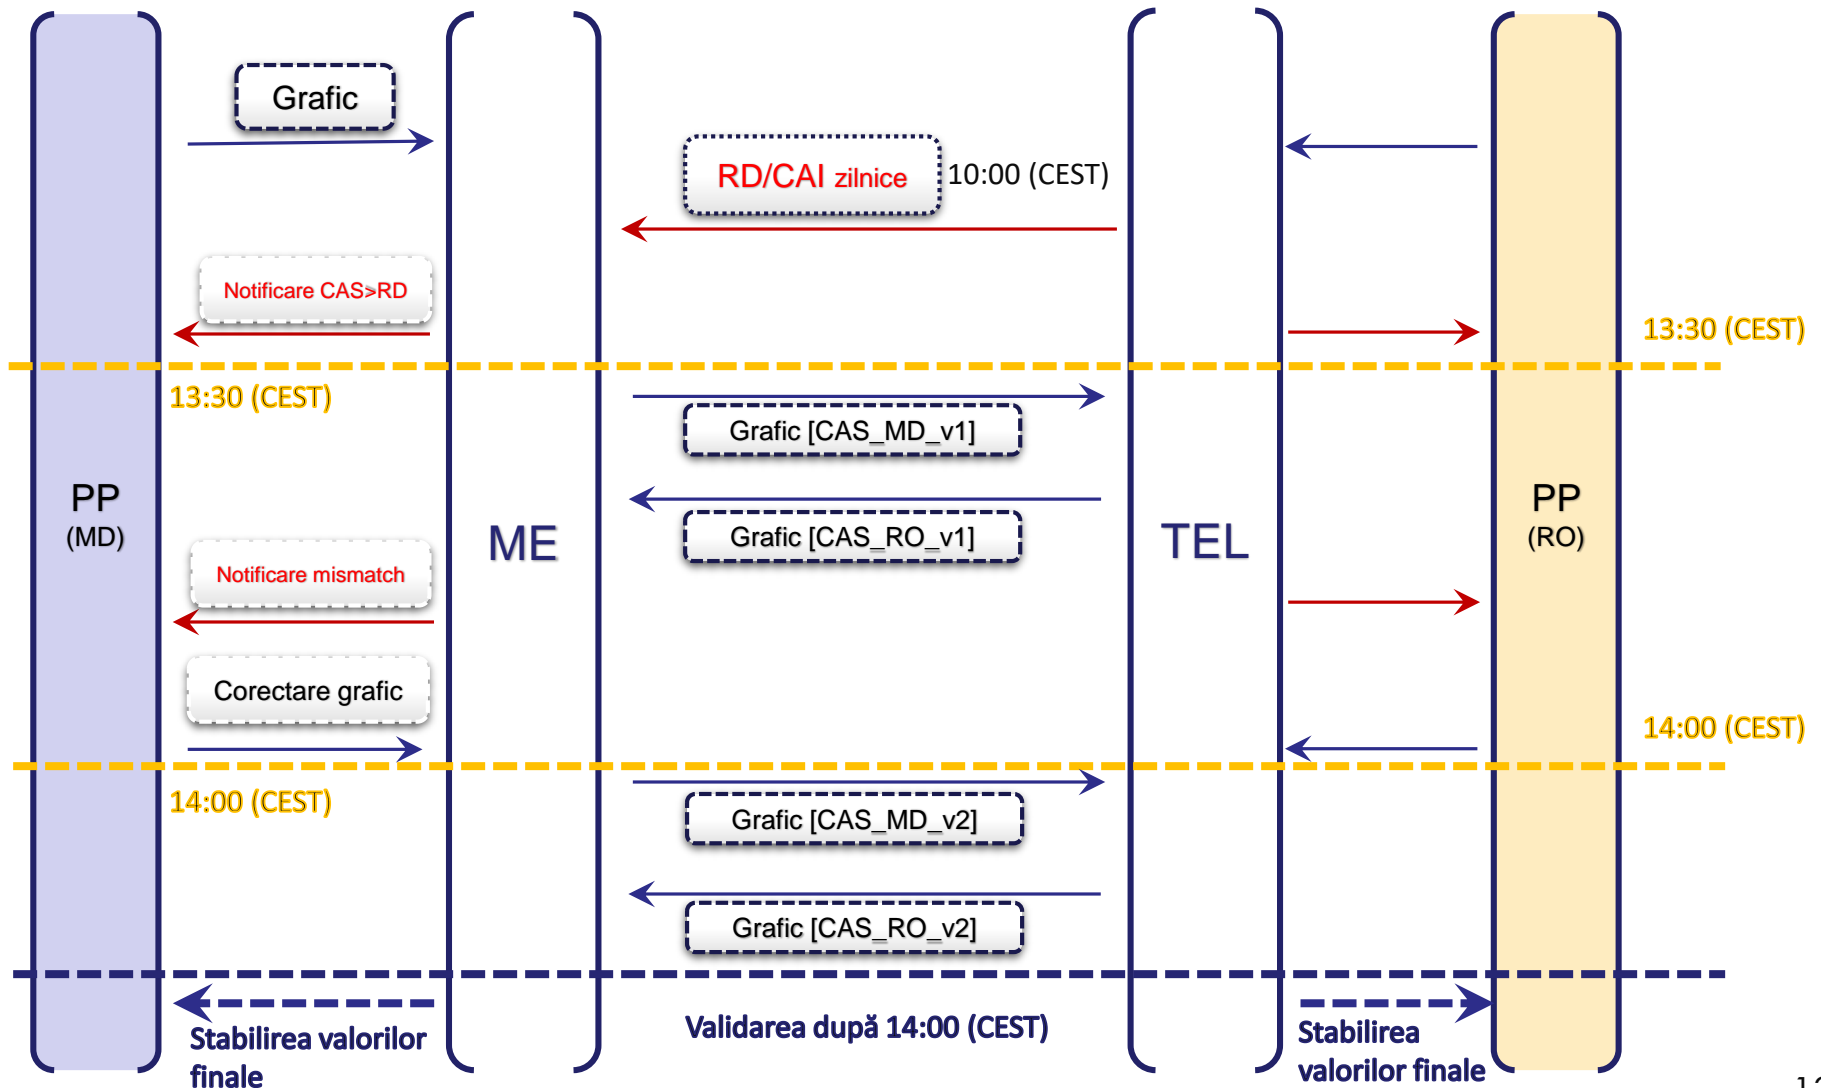 Grafic
RD/CAI zilnice
10:00 (CEST)
Notificare CAS>RD
13:30 (CEST)
13:30 (CEST)
Grafic [CAS_MD_v1]
PP
(MD)
ME
Grafic [CAS_RO_v1]
TEL
PP
(RO)
Notificare mismatch
Corectare grafic
14:00 (CEST)
14:00 (CEST)
Grafic [CAS_MD_v2]
Grafic [CAS_RO_v2]
Stabilirea valorilor
finale
Validarea după 14:00 (CEST)
Stabilirea
valorilor finale